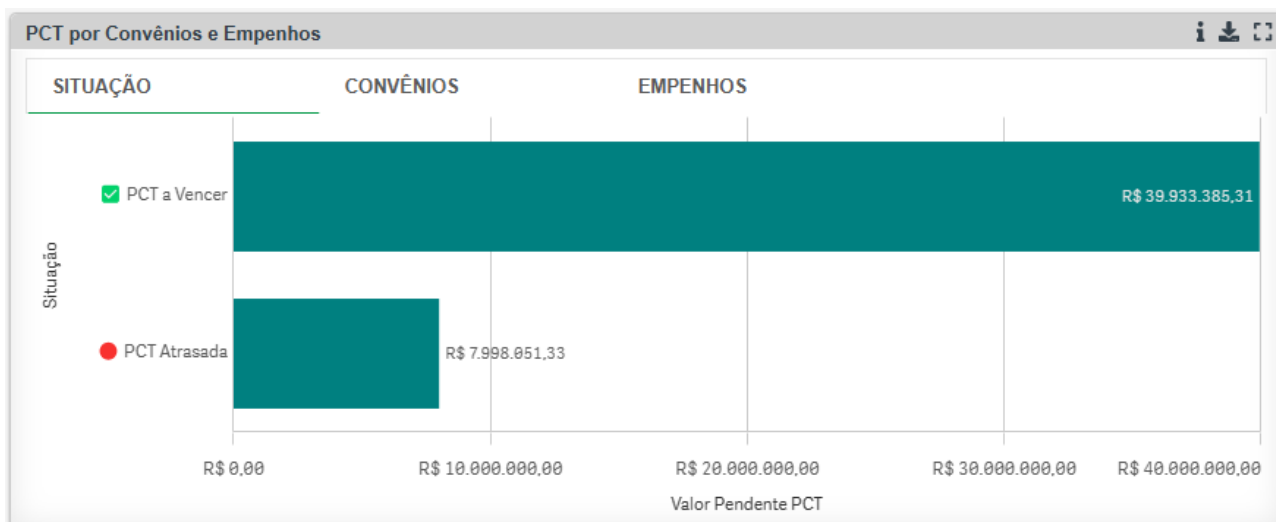 PCT por Convênios e Empenhos
SITUAÇÃO CONVÊNIOS EMPENHOS
Situação
PCT a Vencer R$ 39.933.385,31
PCT Atrasada R$ 7.998.051,33
R$ 0,00 R$ 10.000.000,00 R$ 20.000.000,00 R$ 30.000.000,00 R$ 40.000.000,00
Valor Pendente PCT